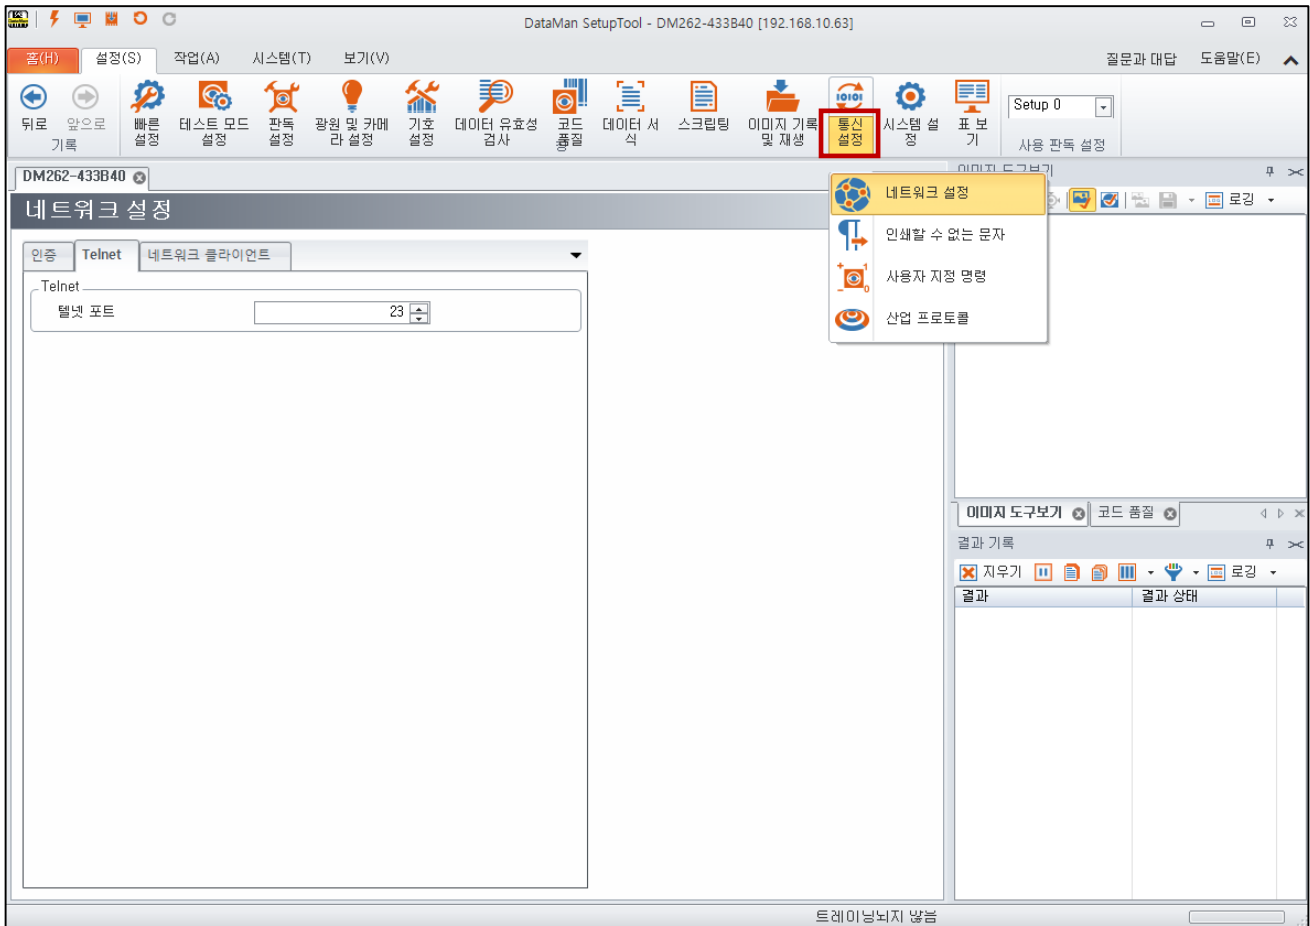 DataMan SetupTool - DM262-433B40 [192.168.10.63]
홈(H) 설정(S) 작업(A) 시스템(T) 보기(V) 질문과 대답 도움말(E)
뒤로 앞으로 빠른 설정 테스트 모드 설정 판독 설정 광원 및 카메라 설정 기호 설정 데이터 유효성 검사 코드 품질 데이터 서식 스크립팅 이미지 기록 및 재생 통신 설정 시스템 설정 표 보기 Setup 0
기록 사용 판독 설정
DM262-433B40 이미지 도구보기
네트워크 설정
네트워크 설정
인쇄할 수 없는 문자
사용자 지정 명령
산업 프로토콜
로깅
인증 Telnet 네트워크 클라이언트
Telnet
텔넷 포트 23
이미지 도구보기 코드 품질
결과 기록
지우기 로깅
결과 결과 상태
트레이닝되지 않음